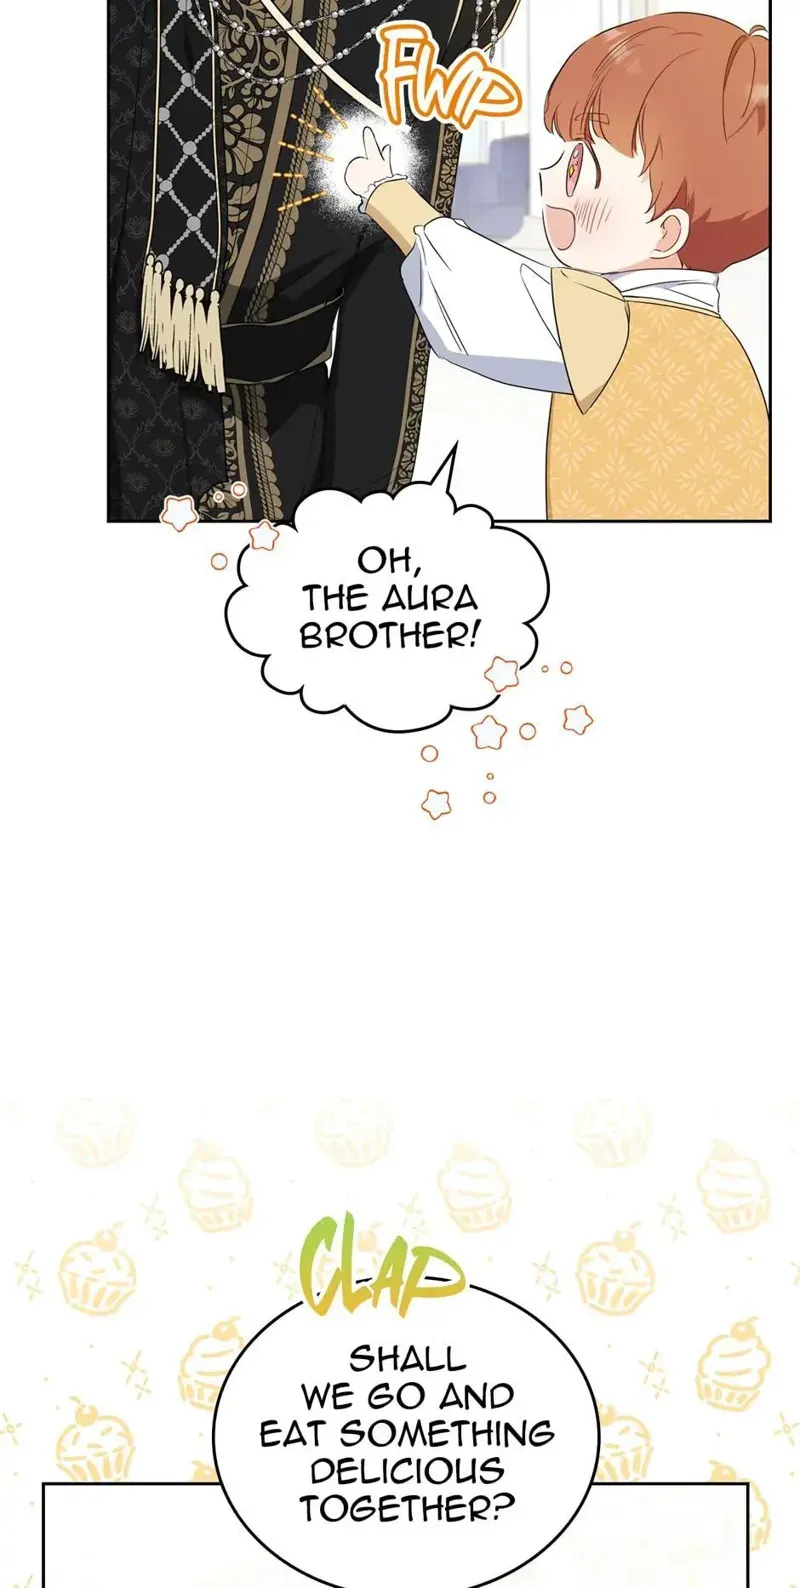 FWIP
OH,
THE AURA
BROTHER!
CLAP
SHALL
WE GO AND
EAT SOMETHING
DELICIOUS
TOGETHER?